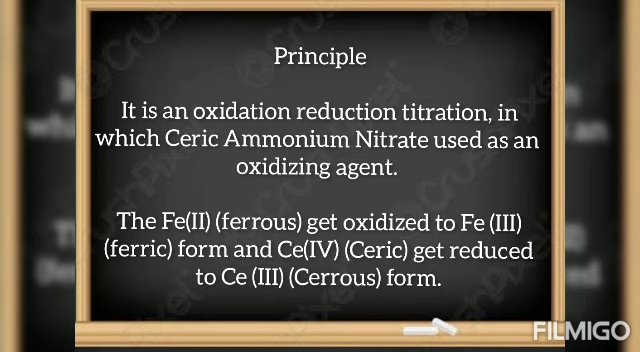 Principle
It is an oxidation reduction titration, in
which Ceric Ammonium Nitrate used as an
oxidizing agent.
The Fe(II) (ferrous) get oxidized to Fe (III)
(ferric) form and Ce(IV) (Ceric) get reduced
to Ce (III) (Cerrous) form.
FILMIGO